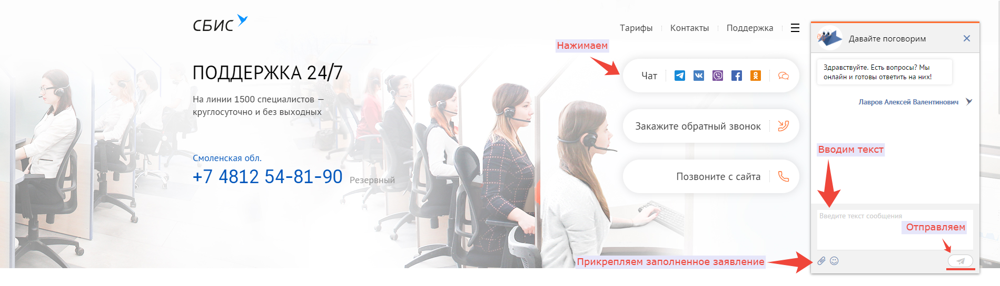 СБИС
Тарифы
Контакты
Поддержка
Нажимаем
ПОДДЕРЖКА 24/7
На линии 1500 специалистов —
круглосуточно и без выходных
Смоленская обл.
+7 4812 54-81-90 Резервный
Чат
Закажите обратный звонок
Позвоните с сайта
Давайте поговорим
Здравствуйте. Есть вопросы? Мы
онлайн и готовы ответить на них!
Лавров Алексей Валентинович
Вводим текст
Введите текст сообщения
Отправляем
Прикрепляем заполненное заявление